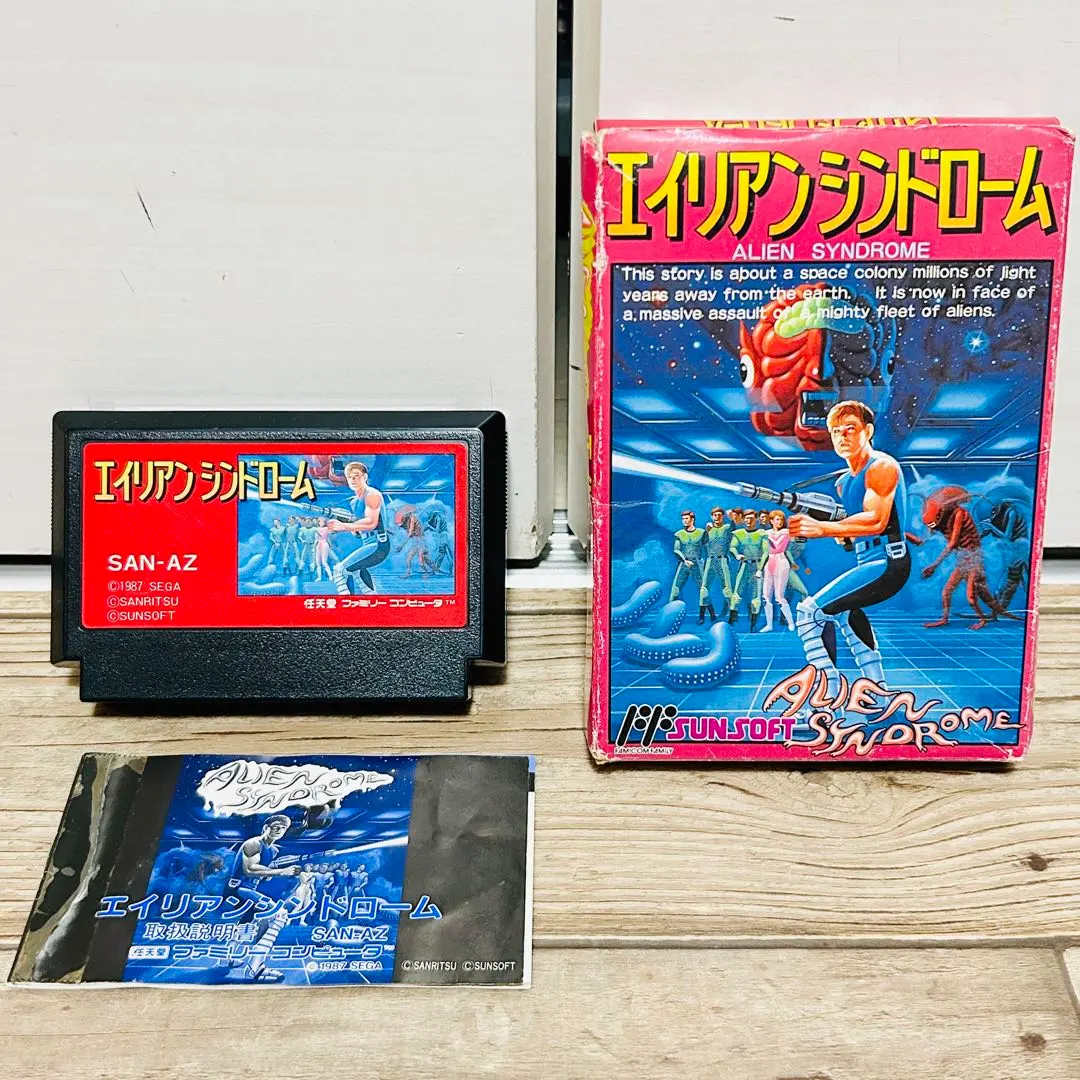 エイリアンシンドローム
ALIEN SYNDROME
This story is about a space colony millions of light
years away from the earth. It is now in face of
a massive assault of a mighty fleet of aliens.
ALIEN
SYNDROME
SUNSOFT
FAMICOM FAMILY
エイリアンシンドローム
SAN-AZ
©1987 SEGA
©SANRITSU
©SUNSOFT
任天堂 ファミリーコンピュータ™
ALIEN
SYNDROME
エイリアンシンドローム
取扱説明書 SAN-AZ
任天堂 ファミリーコンピュータ
©1987 SEGA ©SANRITSU ©SUNSOFT